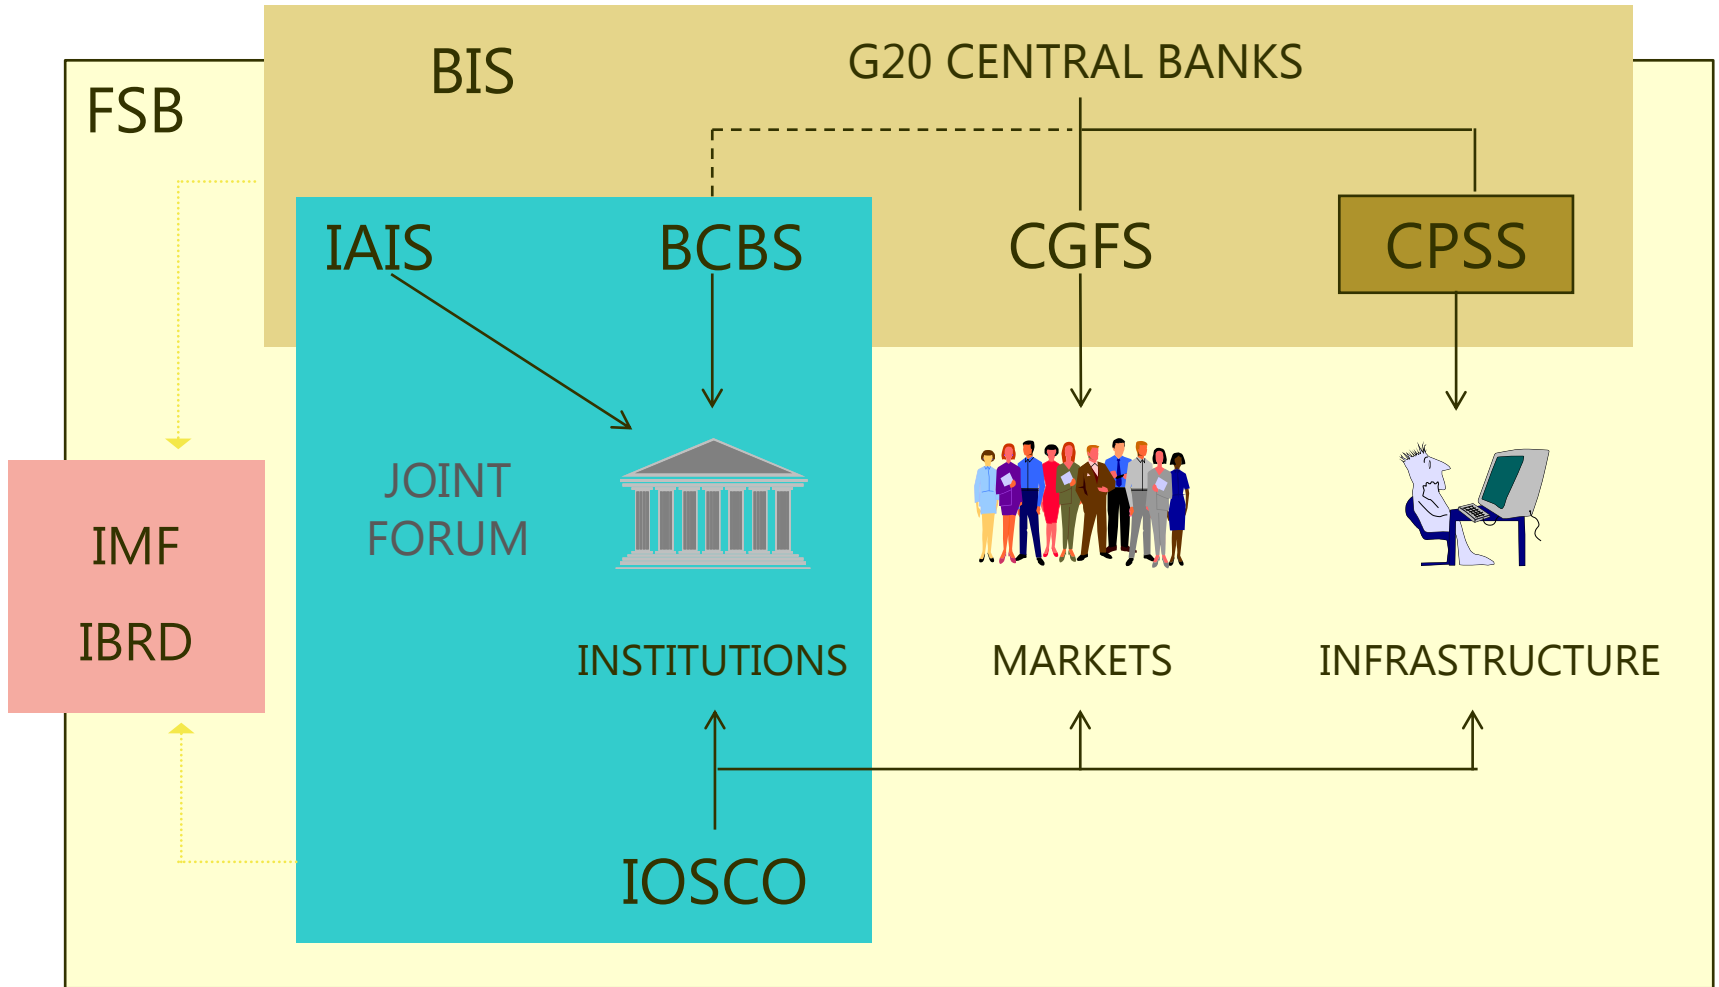 BIS
G20 CENTRAL BANKS
FSB
IAIS
BCBS
CGFS
CPSS
JOINT
FORUM
IMF
IBRD
INSTITUTIONS
MARKETS
INFRASTRUCTURE
IOSCO